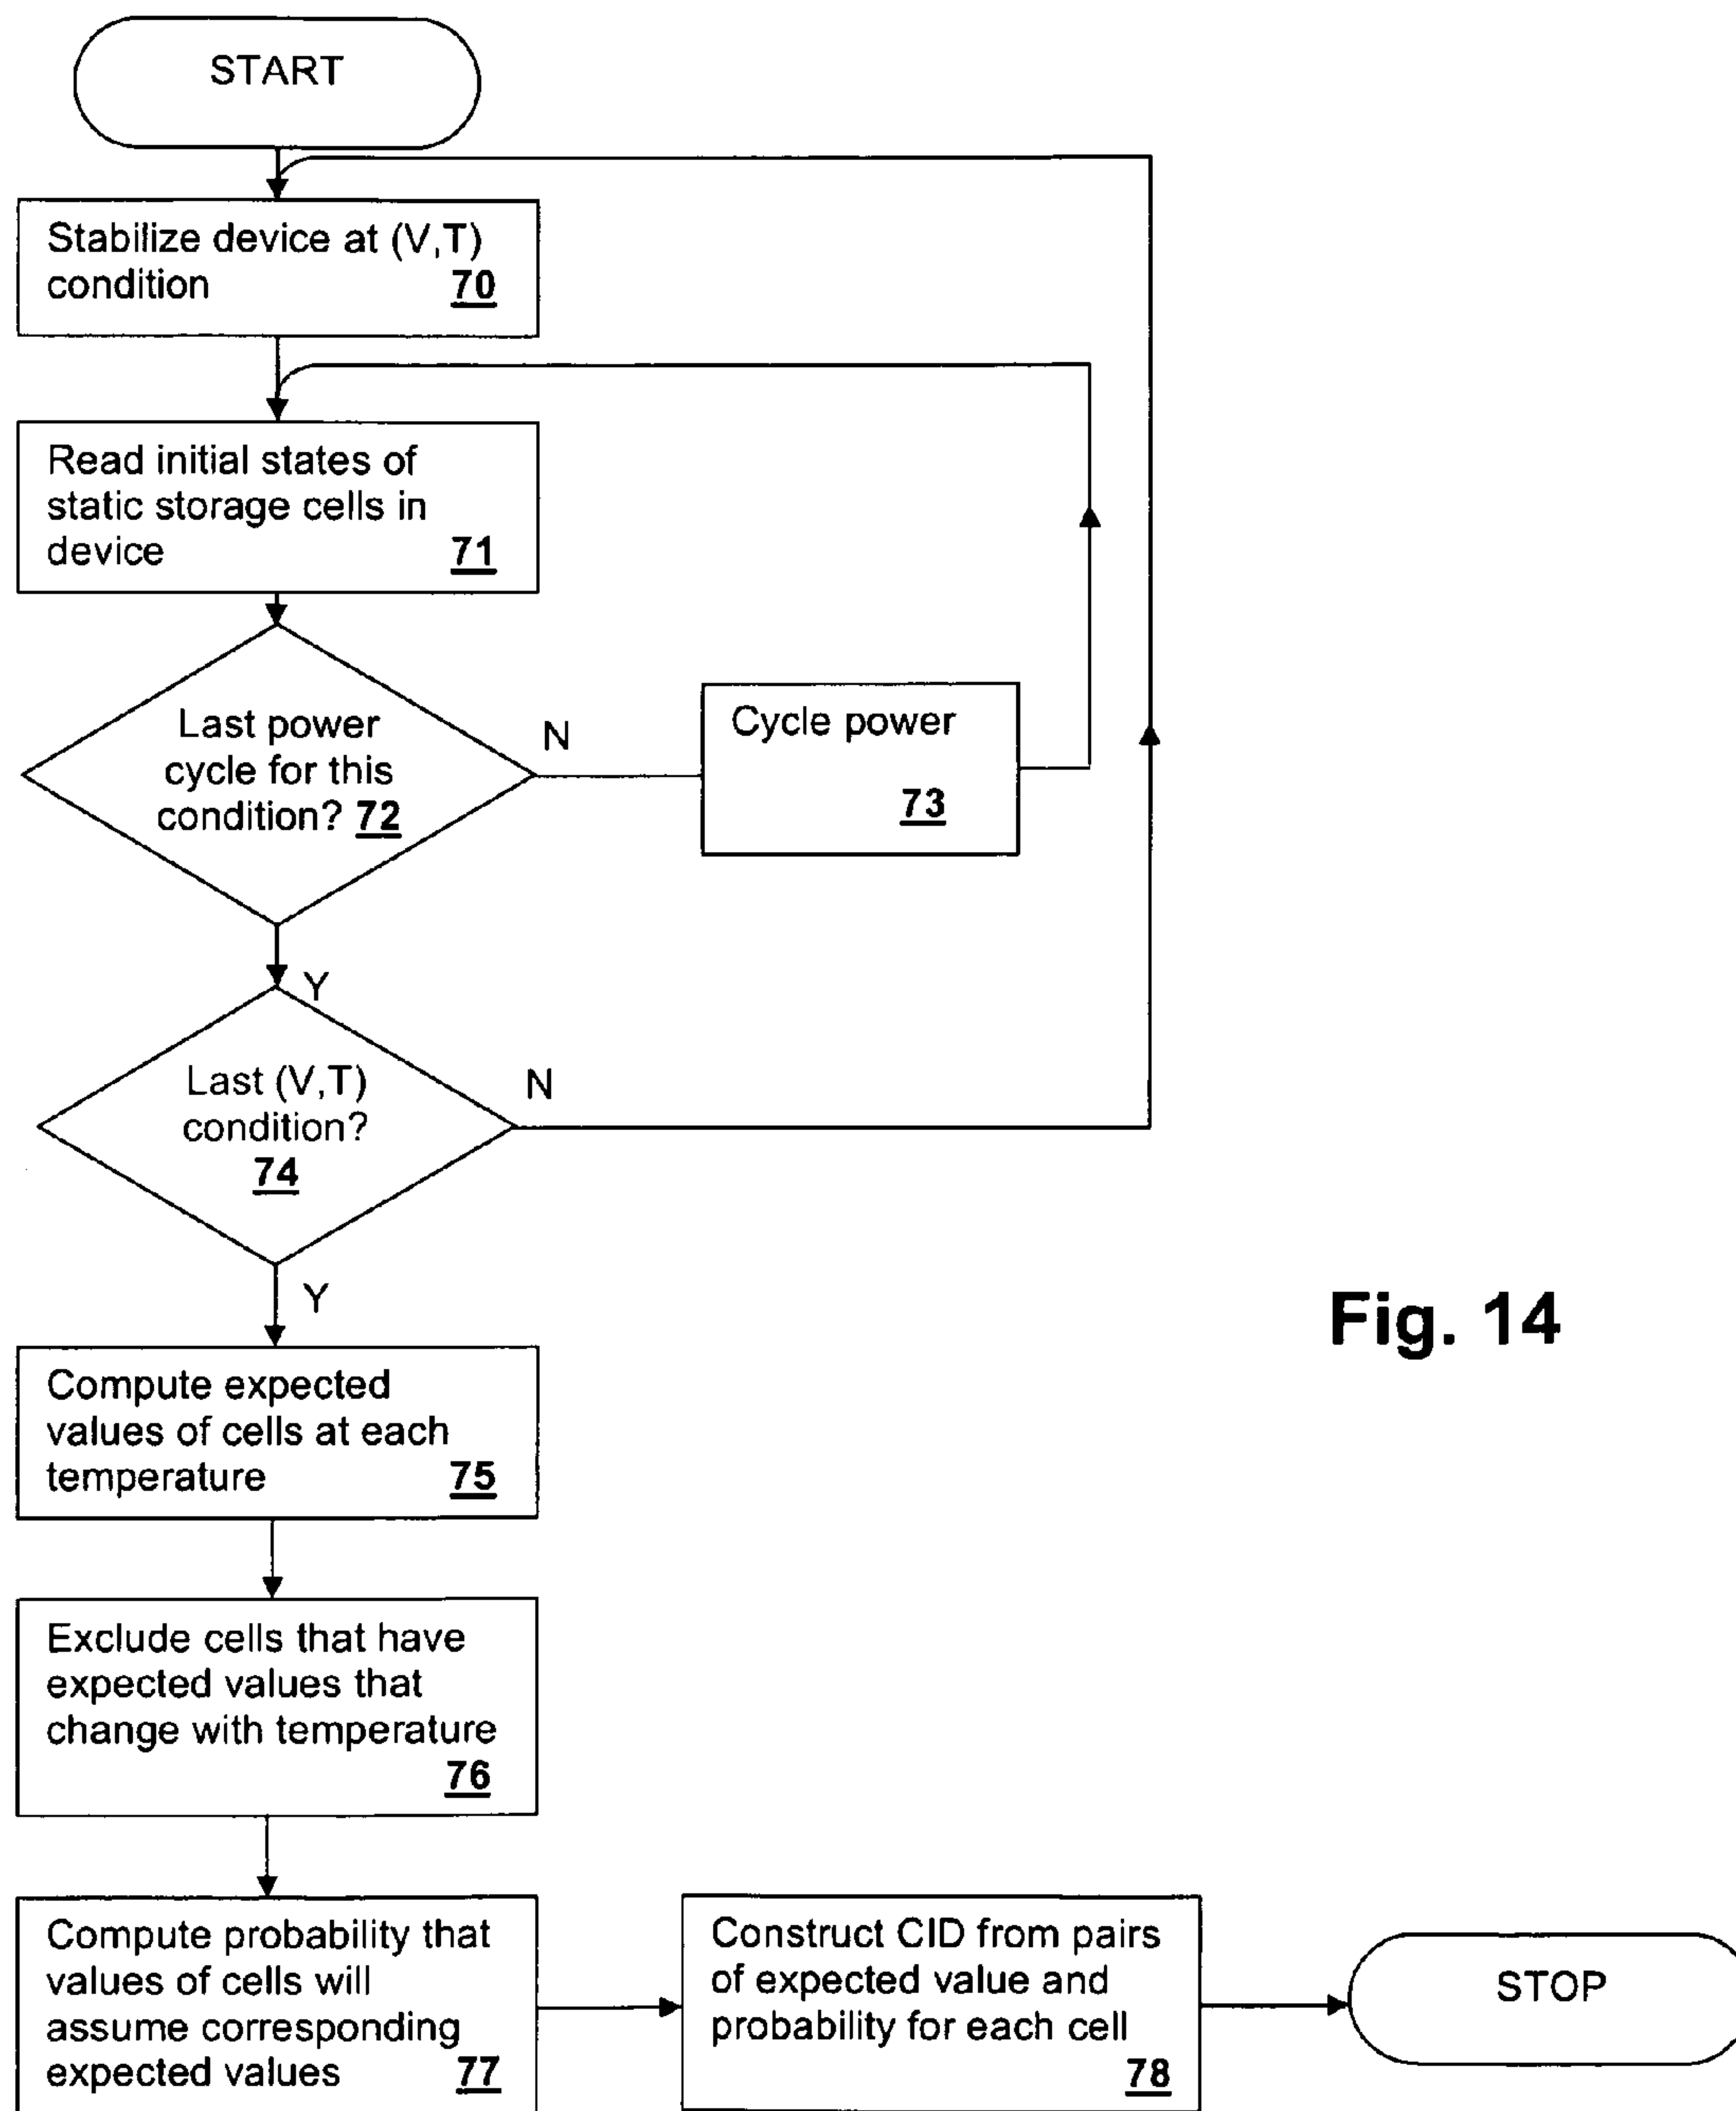 START
Stabilize device at (V,T)
condition 70
Read initial states of
static storage cells in
device 71
Last power
cycle for this
condition? 72
N
Cycle power
73
Y
Last (V,T)
condition?
74
N
Y
Fig. 14
Compute expected
values of cells at each
temperature 75
Exclude cells that have
expected values that
change with temperature
76
Compute probability that
values of cells will
assume corresponding
expected values 77
Construct CID from pairs
of expected value and
probability for each cell
78
STOP